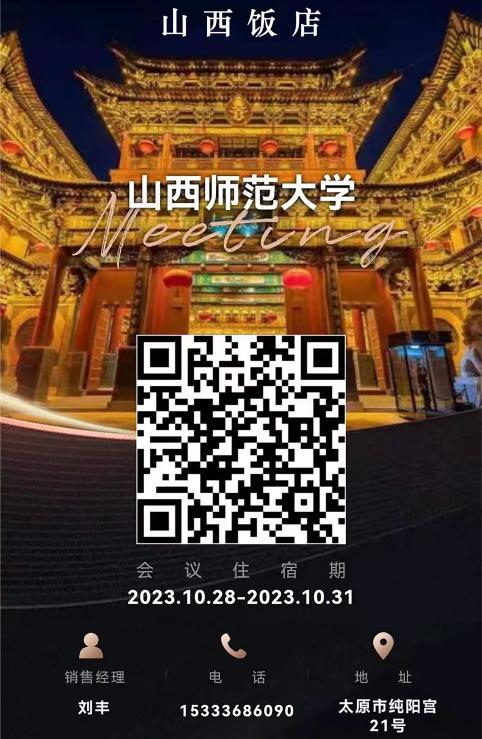 山西饭店
山西师范大学
Meeting
会议住宿期
2023.10.28-2023.10.31
销售经理
电话
地址
刘丰
15333686090
太原市纯阳宫
21号